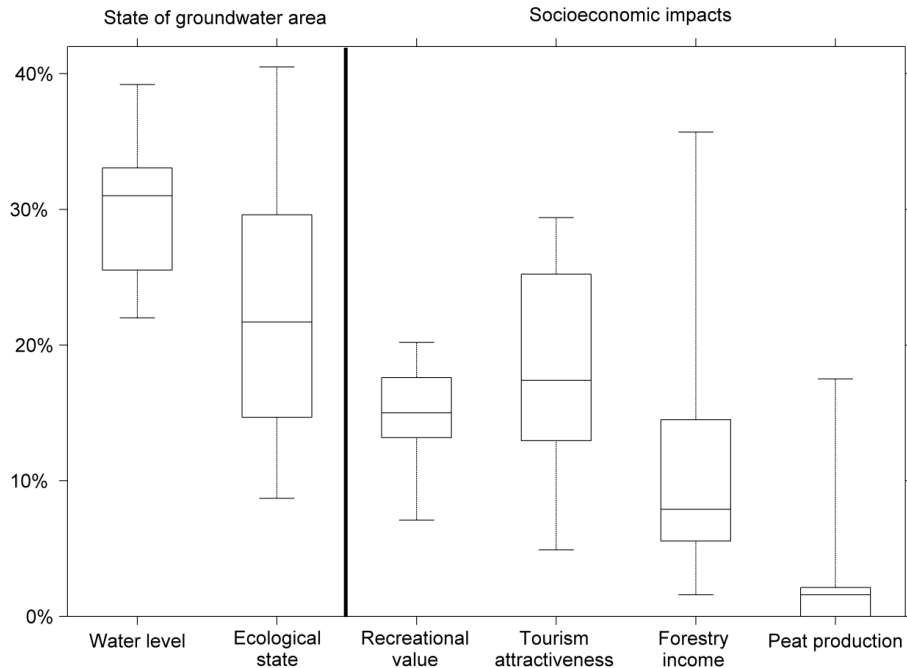 State of groundwater area
Socioeconomic impacts
40%
30%
20%
10%
0%
Water level
Ecological
state
Recreational
value
Tourism
attractiveness
Forestry
income
Peat production